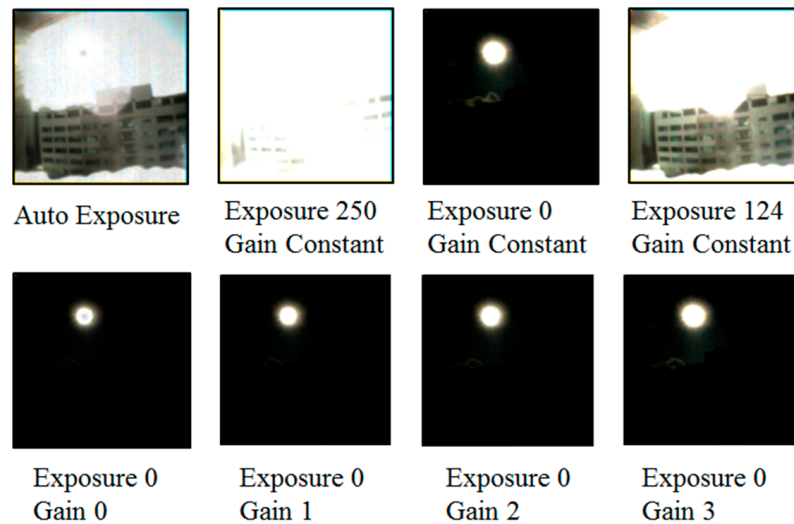 Auto Exposure
Exposure 250
Gain Constant
Exposure 0
Gain Constant
Exposure 124
Gain Constant
Exposure 0
Gain 0
Exposure 0
Gain 1
Exposure 0
Gain 2
Exposure 0
Gain 3